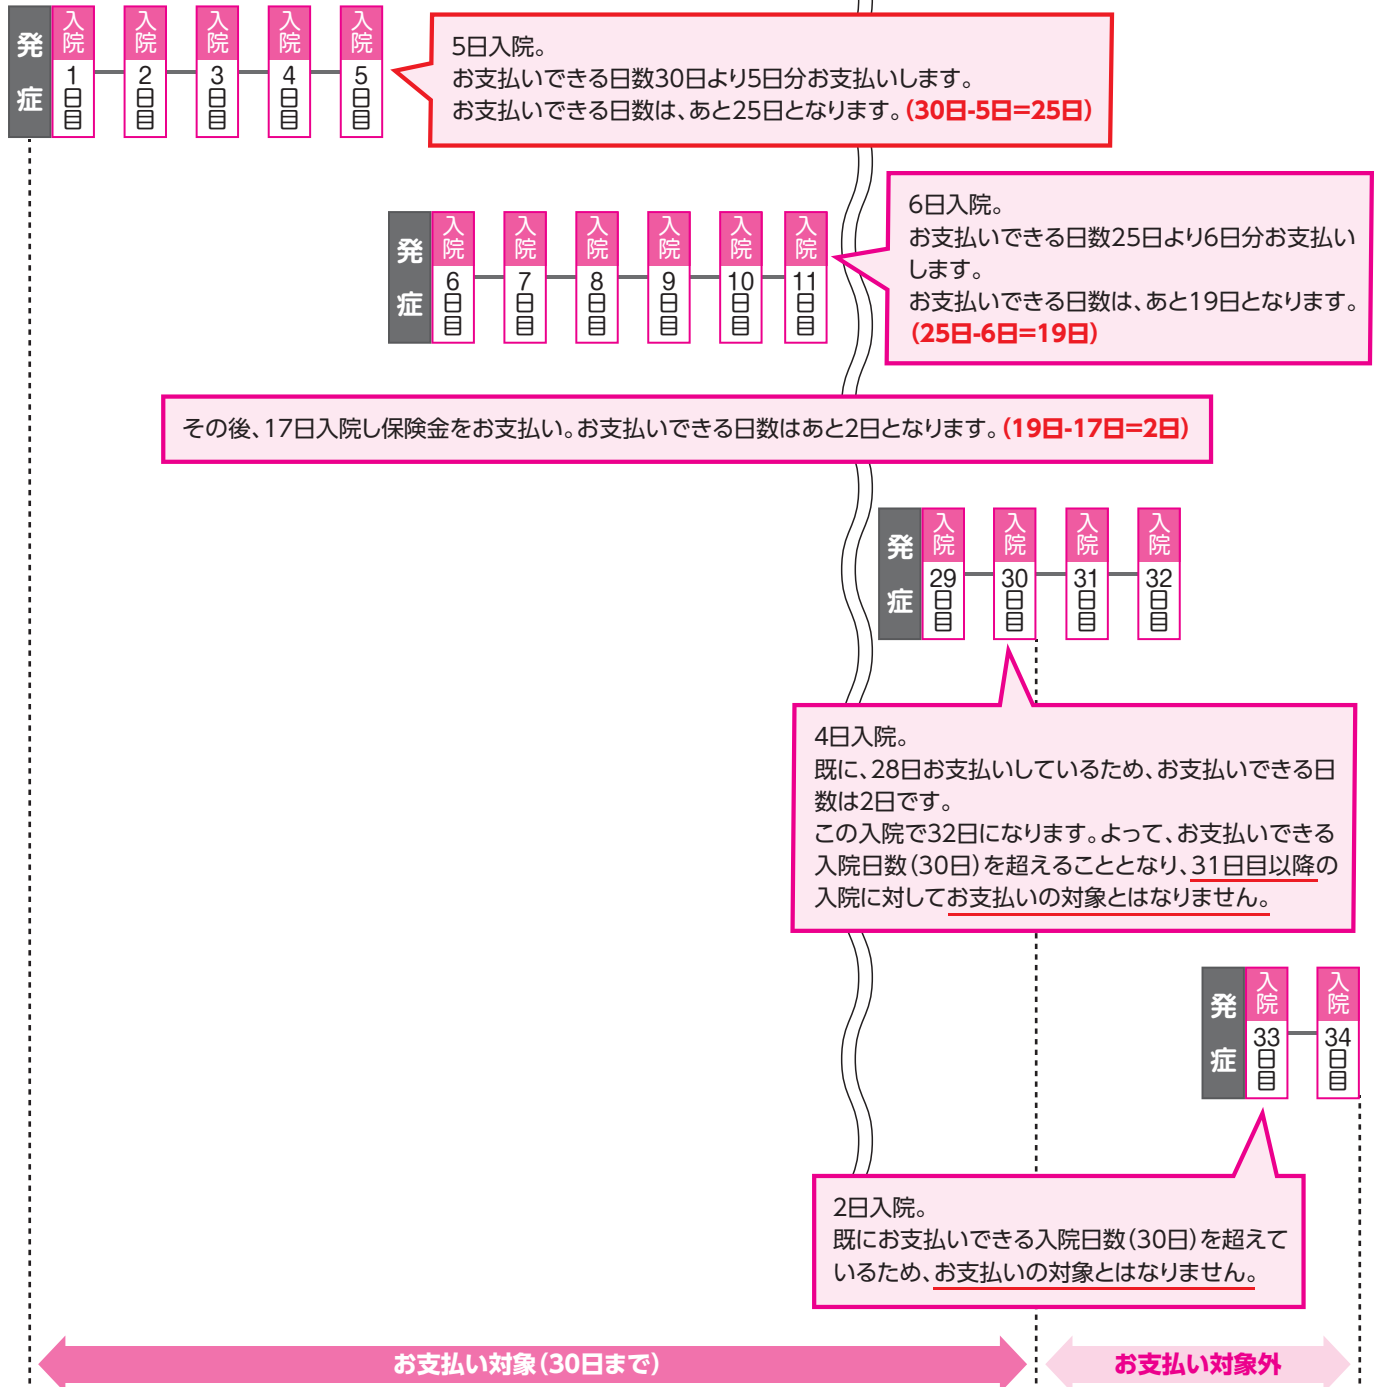 発症
入院
1日目
入院
2日目
入院
3日目
入院
4日目
入院
5日目
5日入院。
お支払いできる日数30日より5日分お支払いします。
お支払いできる日数は、あと25日となります。(30日-5日=25日)
発症
入院
6日目
入院
7日目
入院
8日目
入院
9日目
入院
10日目
入院
11日目
6日入院。
お支払いできる日数25日より6日分お支払い
します。
お支払いできる日数は、あと19日となります。
(25日-6日=19日)
その後、17日入院し保険金をお支払い。お支払いできる日数はあと2日となります。(19日-17日=2日)
発症
入院
29日目
入院
30日目
入院
31日目
入院
32日目
4日入院。
既に、28日お支払いしているため、お支払いできる日
数は2日です。
この入院で32日になります。よって、お支払いできる
入院日数(30日)を超えることとなり、31日目以降の
入院に対してお支払いの対象とはなりません。
発症
入院
33日目
入院
34日目
2日入院。
既にお支払いできる入院日数(30日)を超えて
いるため、お支払いの対象とはなりません。
お支払い対象(30日まで)
お支払い対象外